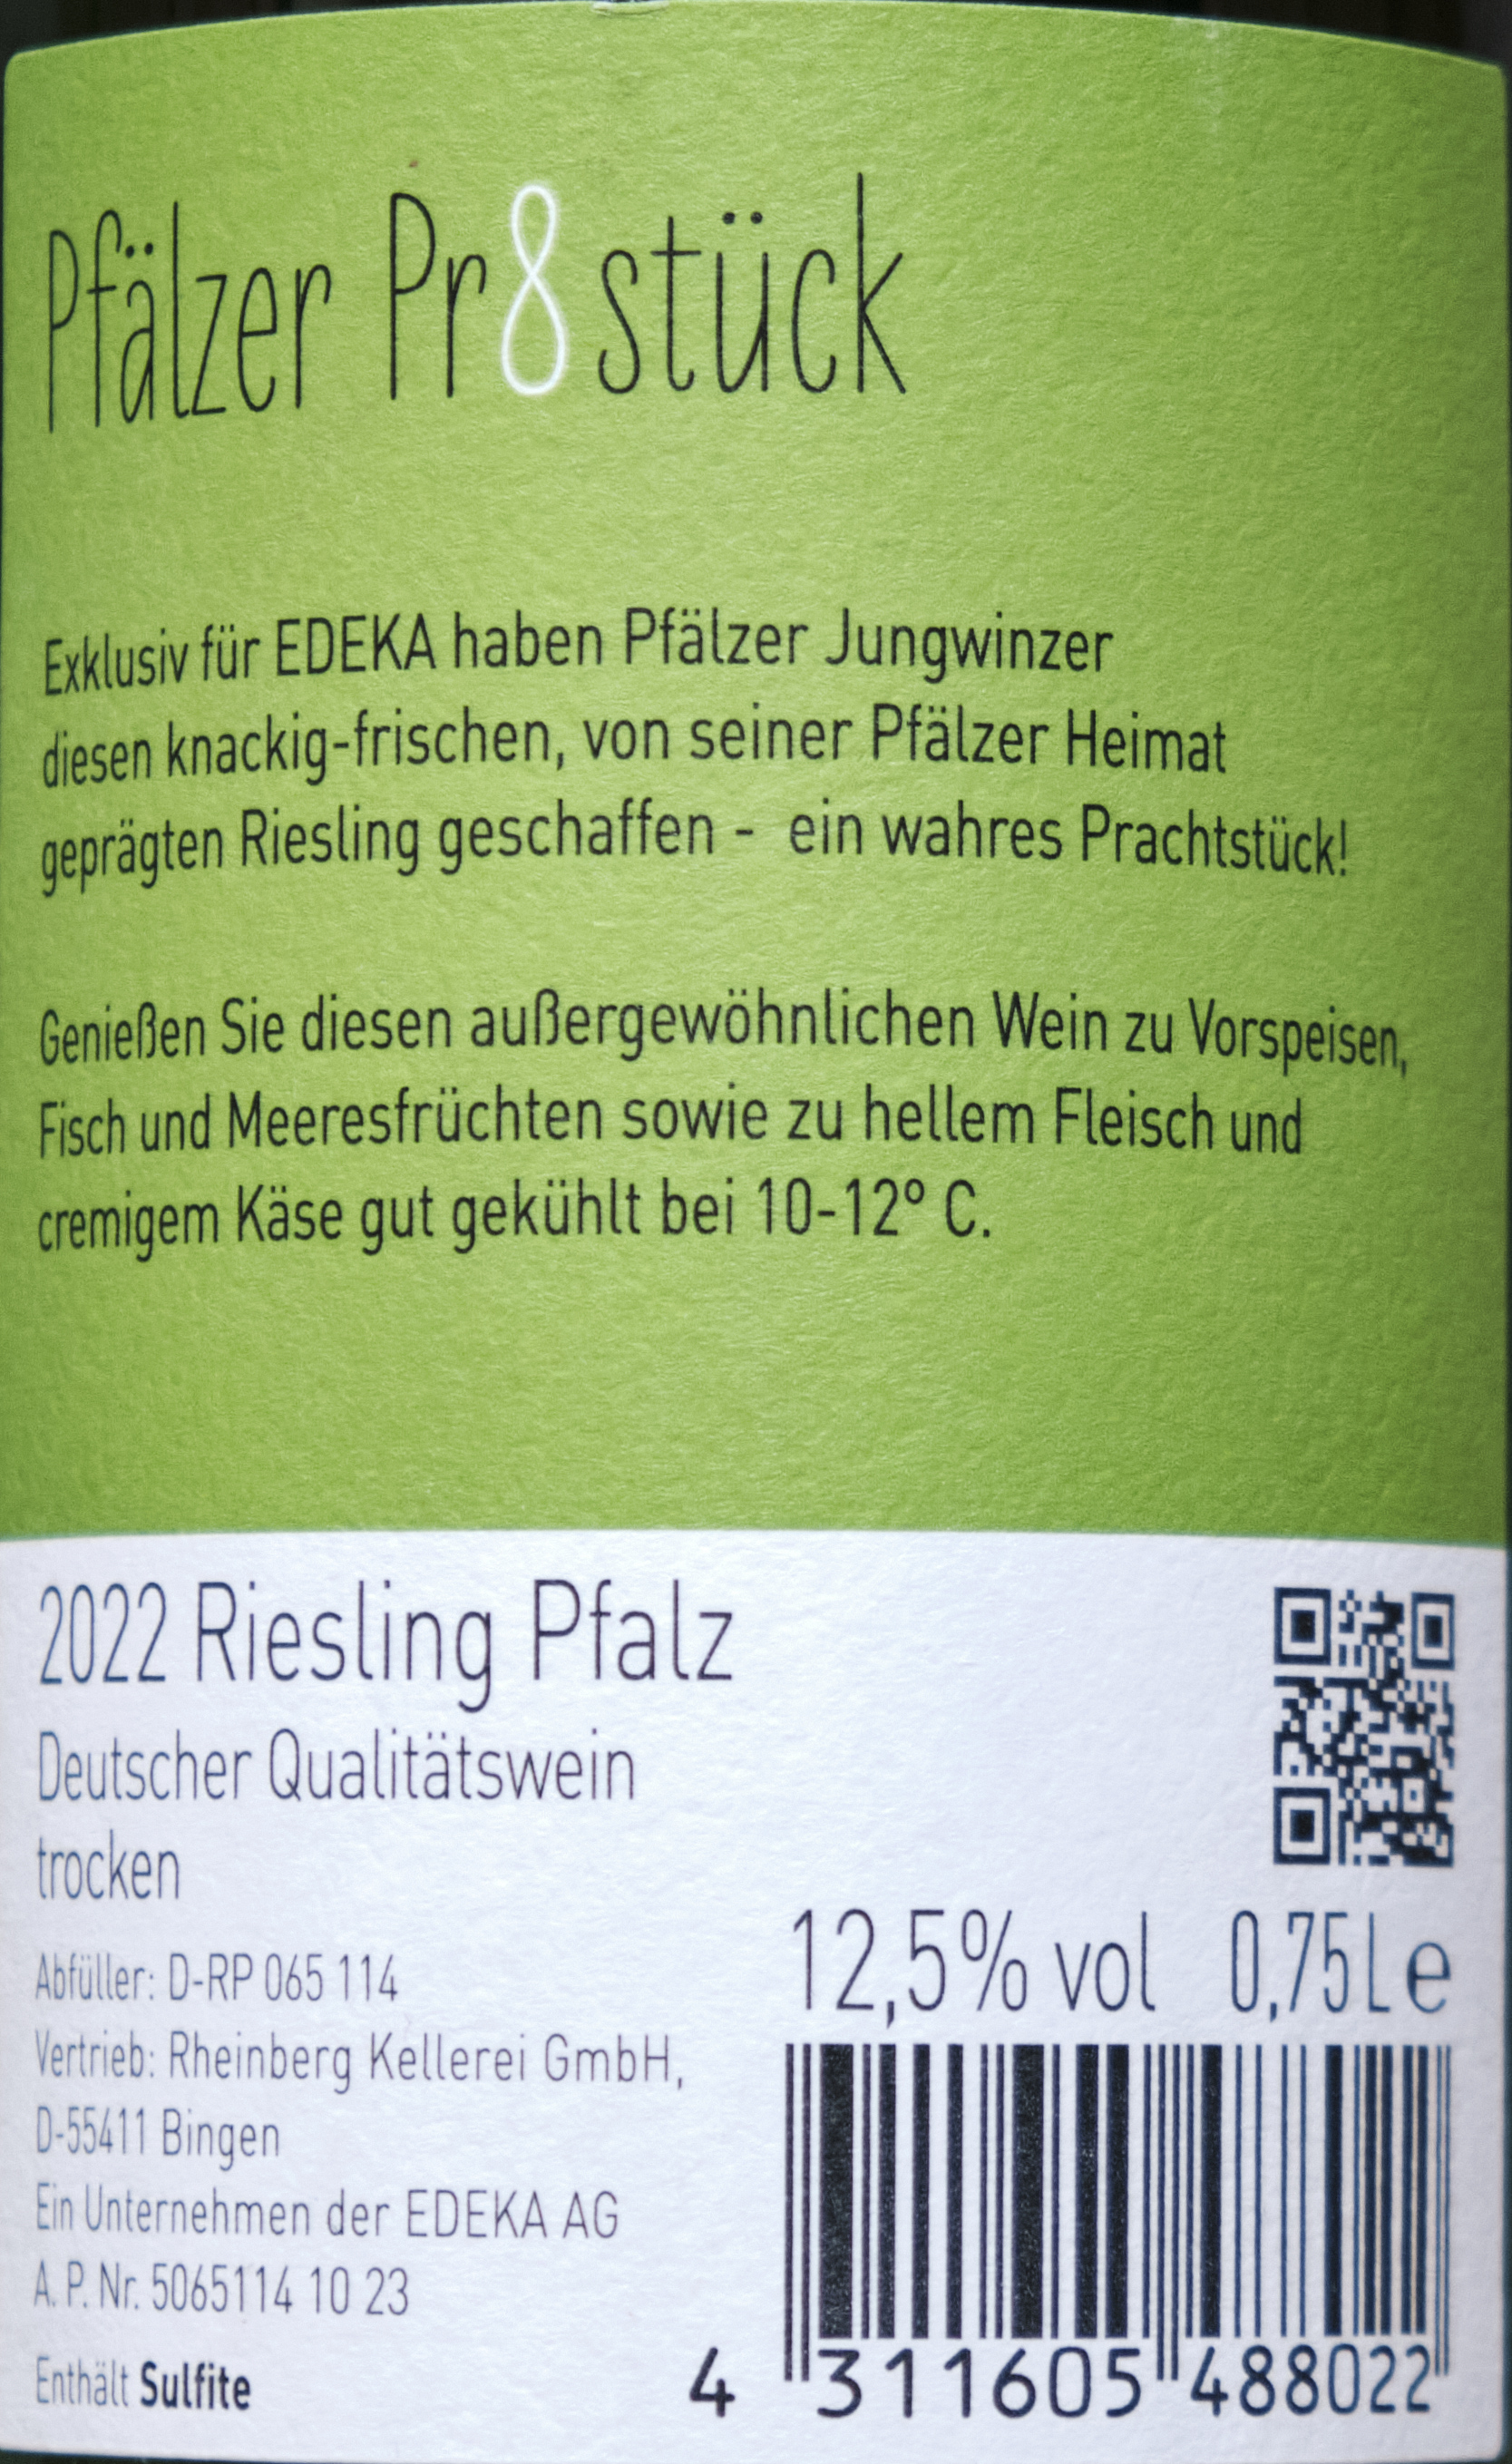 Pfälzer Pr8stück
Exklusiv für EDEKA haben Pfälzer Jungwinzer
diesen knackig-frischen, von seiner Pfälzer Heimat
geprägten Riesling geschaffen - ein wahres Prachtstück!
Genießen Sie diesen außergewöhnlichen Wein zu Vorspeisen,
Fisch und Meeresfrüchten sowie zu hellem Fleisch und
cremigem Käse gut gekühlt bei 10-12° C.
2022 Riesling Pfalz
Deutscher Qualitätswein
trocken
Abfüller: D-RP 065 114
Vertrieb: Rheinberg Kellerei GmbH,
D-55411 Bingen
Ein Unternehmen der EDEKA AG
A. P. Nr. 5065114 10 23
Enthält Sulfite
12,5% vol 0,75 L e
4 311605 488022